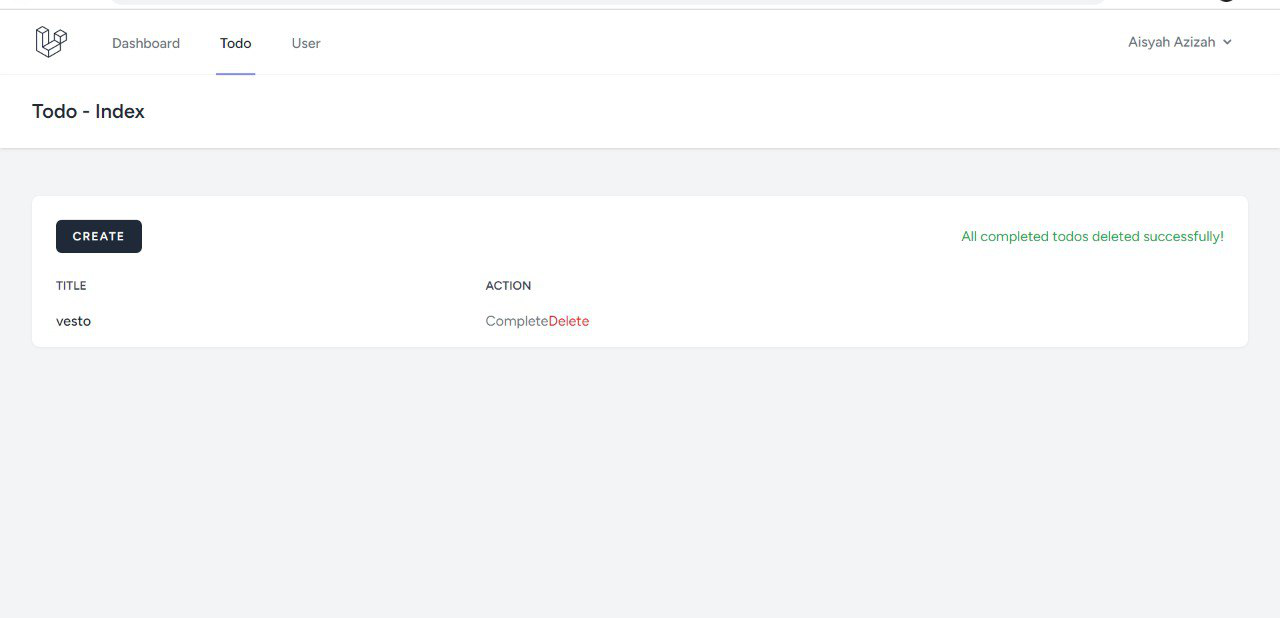 Dashboard Todo User Aisyah Azizah
Todo - Index
CREATE All completed todos deleted successfully!
TITLE ACTION
vesto CompleteDelete